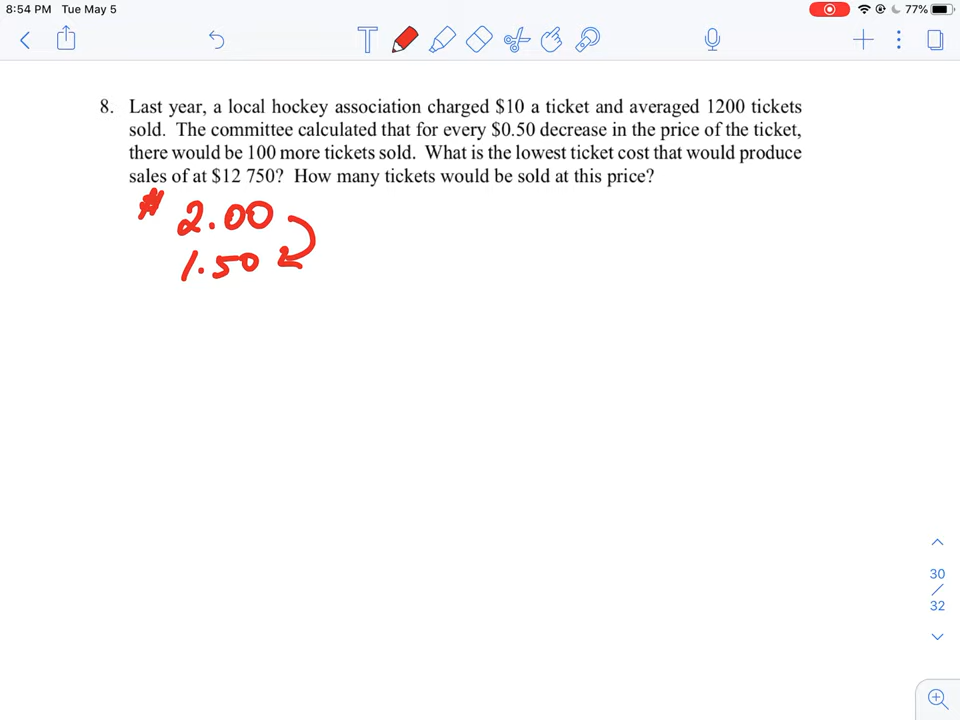 8:54 PM Tue May 5
77%
T
8. Last year, a local hockey association charged $10 a ticket and averaged 1200 tickets
sold. The committee calculated that for every $0.50 decrease in the price of the ticket,
there would be 100 more tickets sold. What is the lowest ticket cost that would produce
sales of at $12 750? How many tickets would be sold at this price?
$ 2.00
1.50
30
/
32